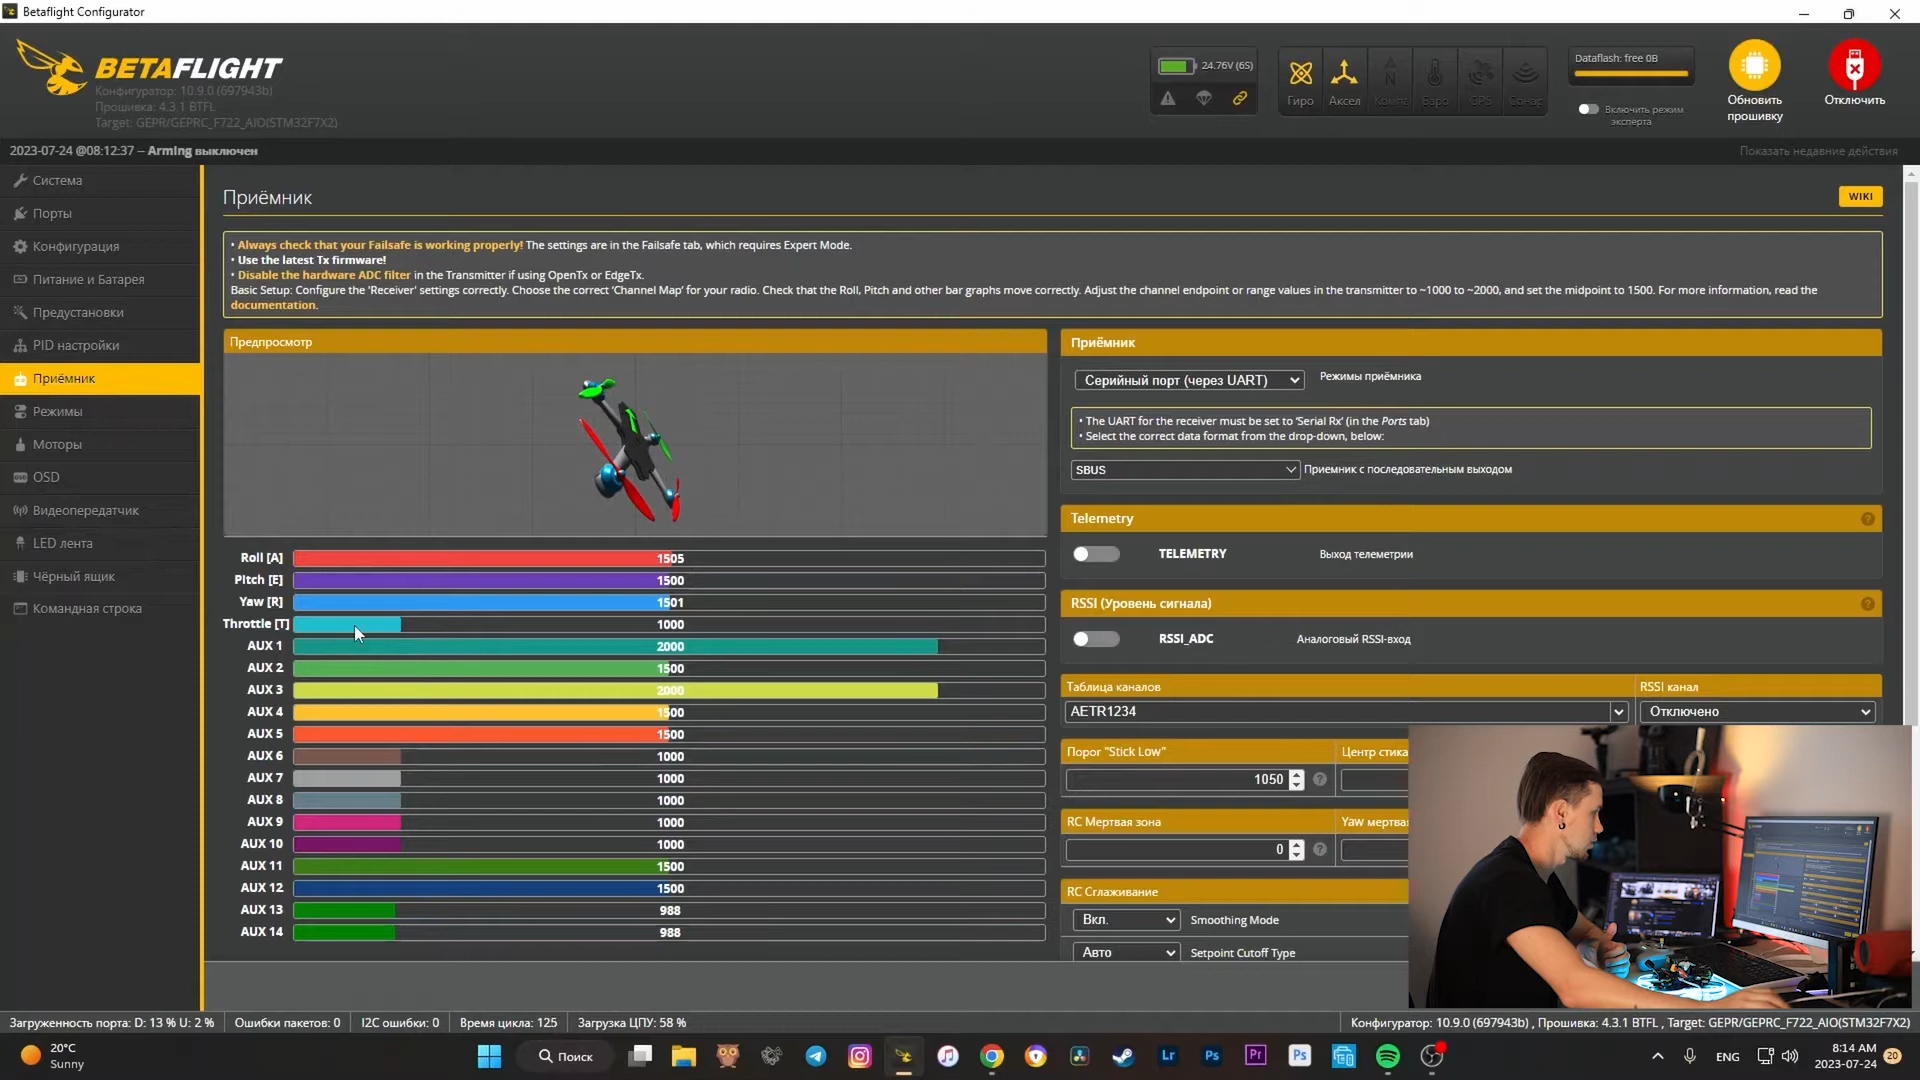 Betaflight Configurator
BETAFLIGHT
Конфигуратор: 10.9.0 (697943b)
Прошивка: 4.3.1 BTFL
Target: GEPR/GEPRC_F722_AIO(STM32F7X2)
24.76V (6S)
Гиро
Аксел
Комп
Баро
GPS
Сонас
Dataflash: free 0B
Включить режим
эксперта
Обновить
прошивку
Отключить
2023-07-24 @08:12:37 -- Arming выключен
Показать недавние действия
Система
Порты
Конфигурация
Питание и Батарея
Предустановки
PID настройки
Приёмник
Режимы
Моторы
OSD
Видеопередатчик
LED лента
Чёрный ящик
Командная строка
Приёмник
WIKI
• Always check that your Failsafe is working properly! The settings are in the Failsafe tab, which requires Expert Mode.
• Use the latest Tx firmware!
• Disable the hardware ADC filter in the Transmitter if using OpenTx or EdgeTx.
Basic Setup: Configure the 'Receiver' settings correctly. Choose the correct 'Channel Map' for your radio. Check that the Roll, Pitch and other bar graphs move correctly. Adjust the channel endpoint or range values in the transmitter to ~1000 to ~2000, and set the midpoint to 1500. For more information, read the
documentation.
Предпросмотр
Roll [A] 1505
Pitch [E] 1500
Yaw [R] 1501
Throttle [T] 1000
AUX 1 2000
AUX 2 1500
AUX 3 2000
AUX 4 1500
AUX 5 1500
AUX 6 1000
AUX 7 1000
AUX 8 1000
AUX 9 1000
AUX 10 1000
AUX 11 1500
AUX 12 1500
AUX 13 988
AUX 14 988
Приёмник
Серийный порт (через UART) Режимы приёмника
• The UART for the receiver must be set to 'Serial Rx' (in the Ports tab)
• Select the correct data format from the drop-down, below:
SBUS Приемник с последовательным выходом
Telemetry
TELEMETRY Выход телеметрии
RSSI (Уровень сигнала)
RSSI_ADC Аналоговый RSSI-вход
Таблица каналов RSSI канал
AETR1234 Отключено
Порог "Stick Low" Центр стика
1050
RC Мертвая зона Yaw мертва
0
RC Сглаживание
Вкл. Smoothing Mode
Авто Setpoint Cutoff Type
Загруженность порта: D: 13 % U: 2 % Ошибки пакетов: 0 I2C ошибки: 0 Время цикла: 125 Загрузка ЦПУ: 58 %
Конфигуратор: 10.9.0 (697943b) , Прошивка: 4.3.1 BTFL , Target: GEPR/GEPRC_F722_AIO(STM32F7X2)
20°C
Sunny
Поиск
Lr
Ps
Pr
Ps
ENG
8:14 AM
2023-07-24
20